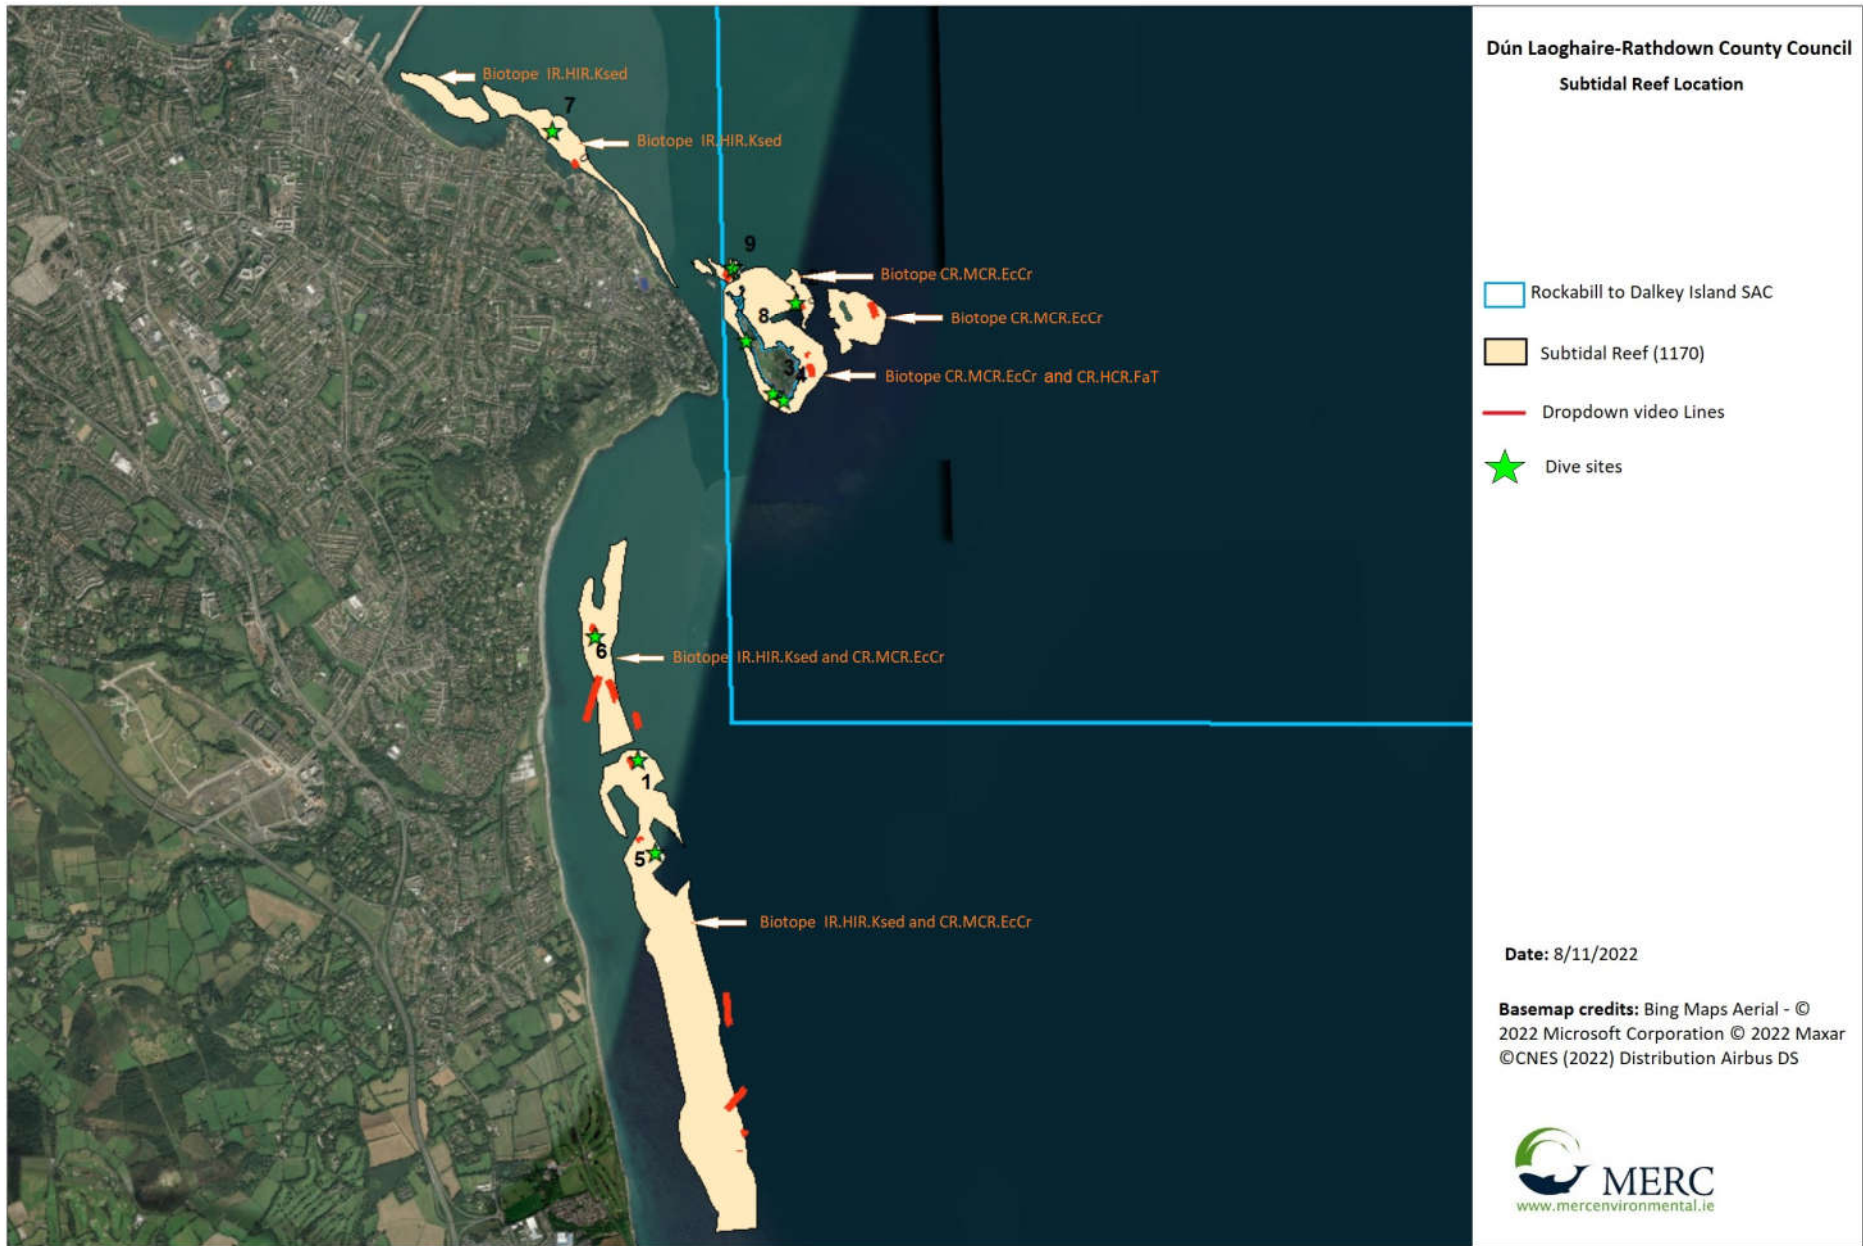 Dún Laoghaire-Rathdown County Council
Subtidal Reef Location
Biotope IR.HIR.Ksed
7
Biotope IR.HIR.Ksed
9
Biotope CR.MCR.EcCr
8
Biotope CR.MCR.EcCr
3
4
Biotope CR.MCR.EcCr and CR.HCR.FaT
6
Biotope IR.HIR.Ksed and CR.MCR.EcCr
1
5
Biotope IR.HIR.Ksed and CR.MCR.EcCr
Rockabill to Dalkey Island SAC
Subtidal Reef (1170)
Dropdown video Lines
Dive sites
Date: 8/11/2022
Basemap credits: Bing Maps Aerial - ©
2022 Microsoft Corporation © 2022 Maxar
©CNES (2022) Distribution Airbus DS
MERC
www.mercenvironmental.ie